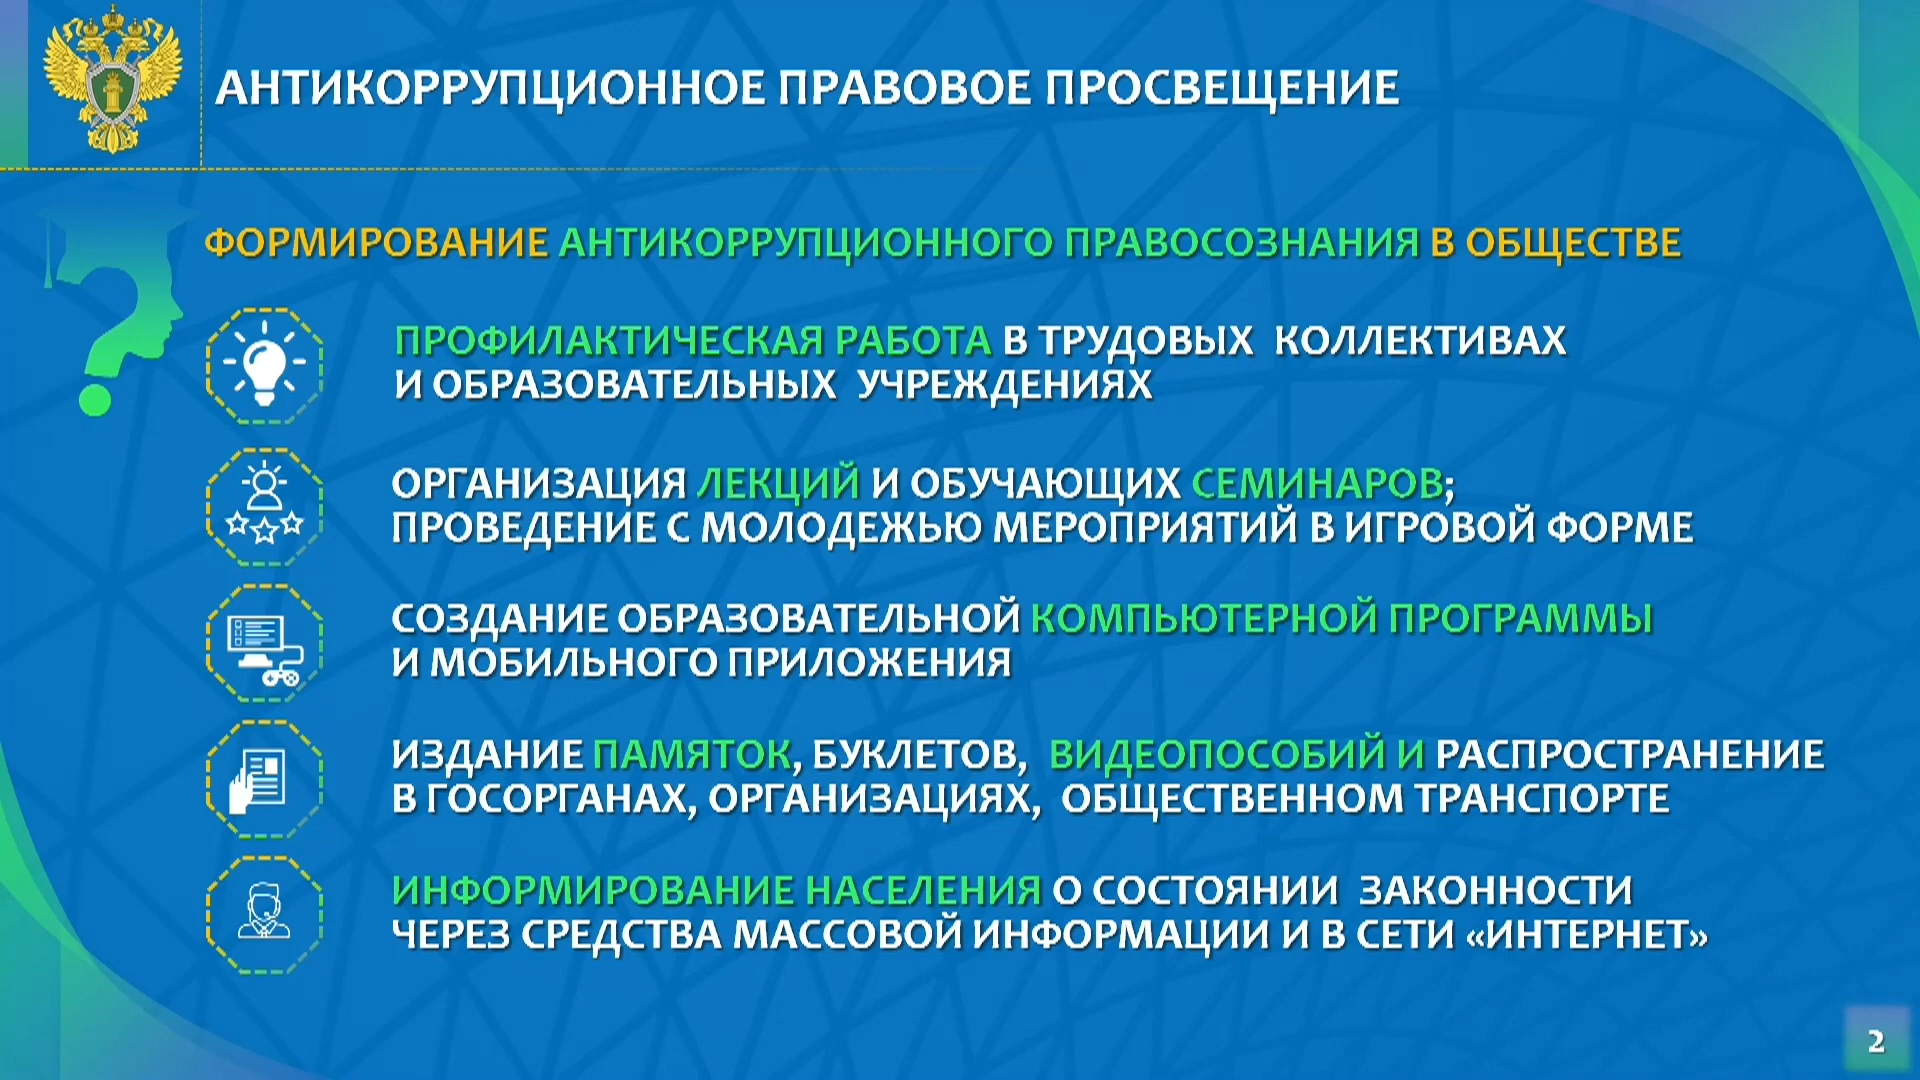 АНТИКОРРУПЦИОННОЕ ПРАВОВОЕ ПРОСВЕЩЕНИЕ
ФОРМИРОВАНИЕ АНТИКОРРУПЦИОННОГО ПРАВОСОЗНАНИЯ В ОБЩЕСТВЕ
ПРОФИЛАКТИЧЕСКАЯ РАБОТА В ТРУДОВЫХ КОЛЛЕКТИВАХ
И ОБРАЗОВАТЕЛЬНЫХ УЧРЕЖДЕНИЯХ
ОРГАНИЗАЦИЯ ЛЕКЦИЙ И ОБУЧАЮЩИХ СЕМИНАРОВ;
ПРОВЕДЕНИЕ С МОЛОДЕЖЬЮ МЕРОПРИЯТИЙ В ИГРОВОЙ ФОРМЕ
СОЗДАНИЕ ОБРАЗОВАТЕЛЬНОЙ КОМПЬЮТЕРНОЙ ПРОГРАММЫ
И МОБИЛЬНОГО ПРИЛОЖЕНИЯ
ИЗДАНИЕ ПАМЯТОК, БУКЛЕТОВ, ВИДЕОПОСОБИЙ И РАСПРОСТРАНЕНИЕ
В ГОСОРГАНАХ, ОРГАНИЗАЦИЯХ, ОБЩЕСТВЕННОМ ТРАНСПОРТЕ
ИНФОРМИРОВАНИЕ НАСЕЛЕНИЯ О СОСТОЯНИИ ЗАКОННОСТИ
ЧЕРЕЗ СРЕДСТВА МАССОВОЙ ИНФОРМАЦИИ И В СЕТИ «ИНТЕРНЕТ»
2